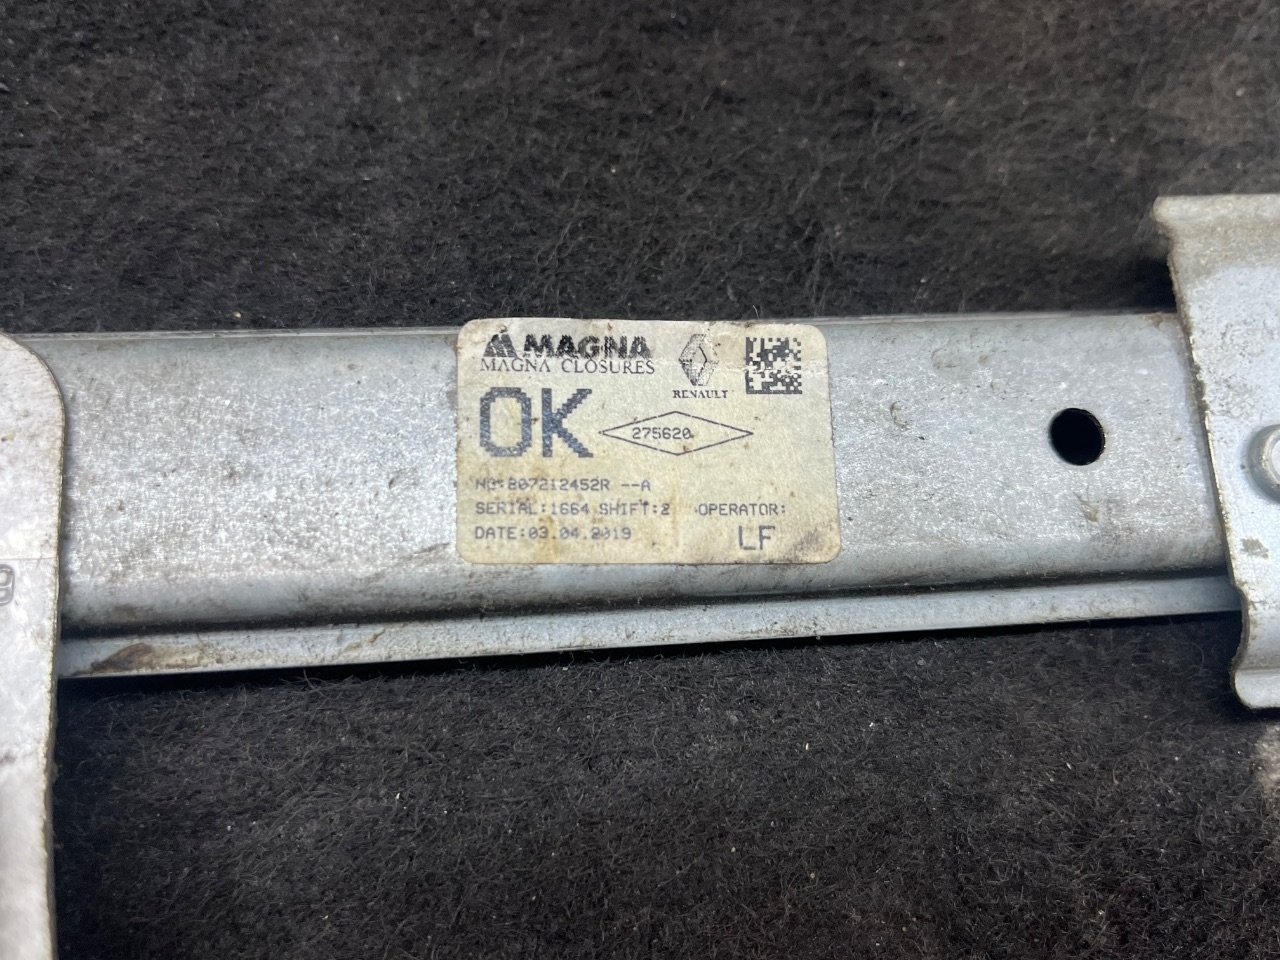 MAGNA
MAGNA CLOSURES
RENAULT
OK
275620
NO:807212452R --A
SERIAL:1664 SHIFT:2 OPERATOR:
DATE:03.04.2019 LF